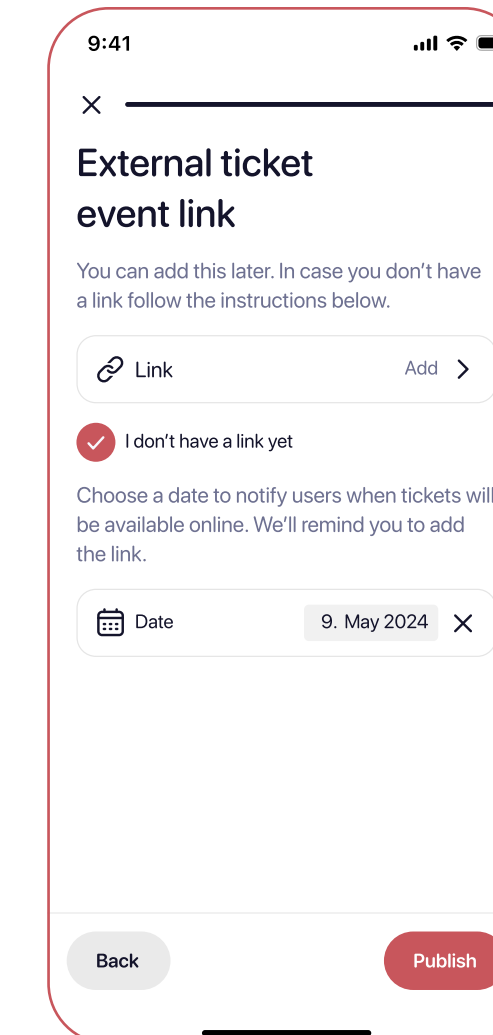 9:41
External ticket
event link
You can add this later. In case you don't have
a link follow the instructions below.
Link Add
I don't have a link yet
Choose a date to notify users when tickets will
be available online. We'll remind you to add
the link.
Date 9. May 2024
Back Publish